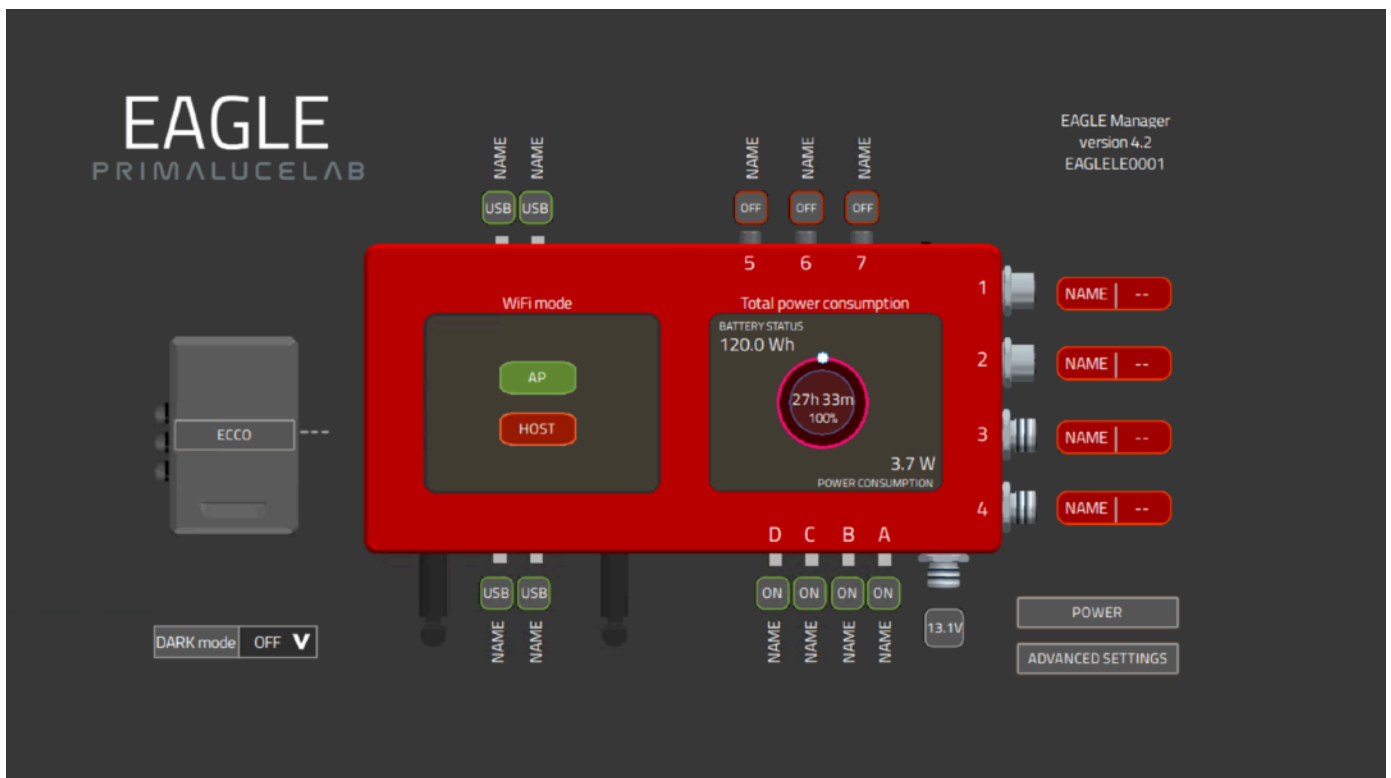 EAGLE
PRIMALUCELAB
EAGLE Manager
version 4.2
EAGLELE0001
NAME NAME
USB USB
NAME NAME NAME
OFF OFF OFF
5 6 7
WiFi mode
AP
HOST
Total power consumption
BATTERY STATUS
120.0 Wh
27h 33m
100%
3.7 W
POWER CONSUMPTION
1 NAME --
2 NAME --
3 NAME --
4 NAME --
ECCO ---
D C B A
USB USB
NAME NAME
ON ON ON ON
NAME NAME NAME NAME
13.1V
DARK mode OFF V
POWER
ADVANCED SETTINGS